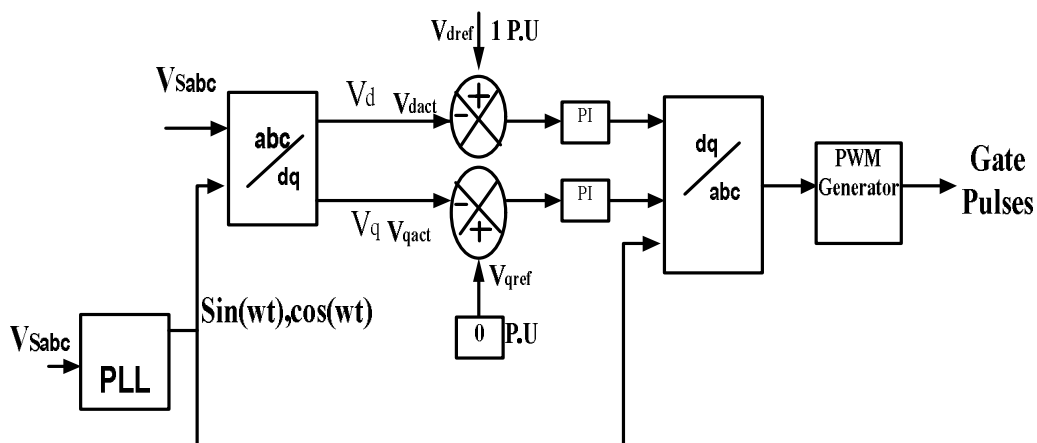 Vdref 1 P.U
VSabc
Vd Vdact
+
-
PI
abc
dq
dq
abc
PWM
Generator
Gate
Pulses
-
+
PI
Vq Vqact
Vqref
Sin(wt),cos(wt)
0 P.U
VSabc
PLL